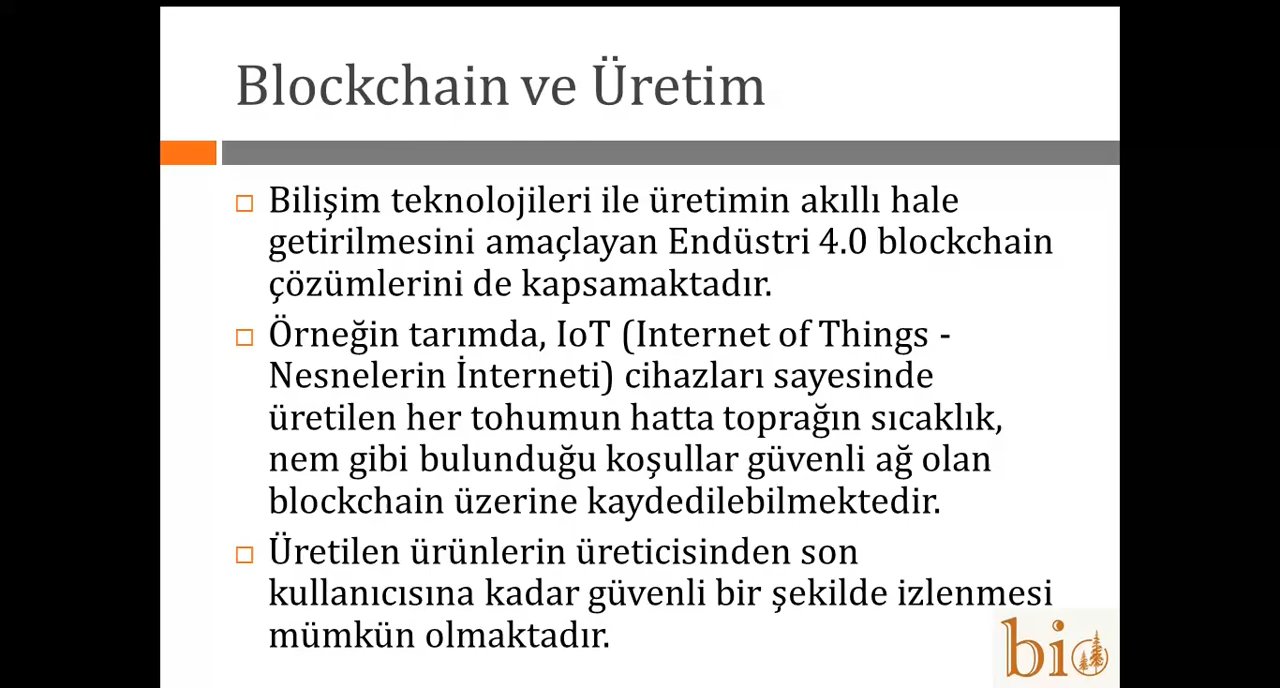 Blockchain ve Üretim
Bilişim teknolojileri ile üretimin akıllı hale
getirilmesini amaçlayan Endüstri 4.0 blockchain
çözümlerini de kapsamaktadır.
Örneğin tarımda, IoT (Internet of Things -
Nesnelerin İnterneti) cihazları sayesinde
üretilen her tohumun hatta toprağın sıcaklık,
nem gibi bulunduğu koşullar güvenli ağ olan
blockchain üzerine kaydedilebilmektedir.
Üretilen ürünlerin üreticisinden son
kullanıcısına kadar güvenli bir şekilde izlenmesi
mümkün olmaktadır.
bio